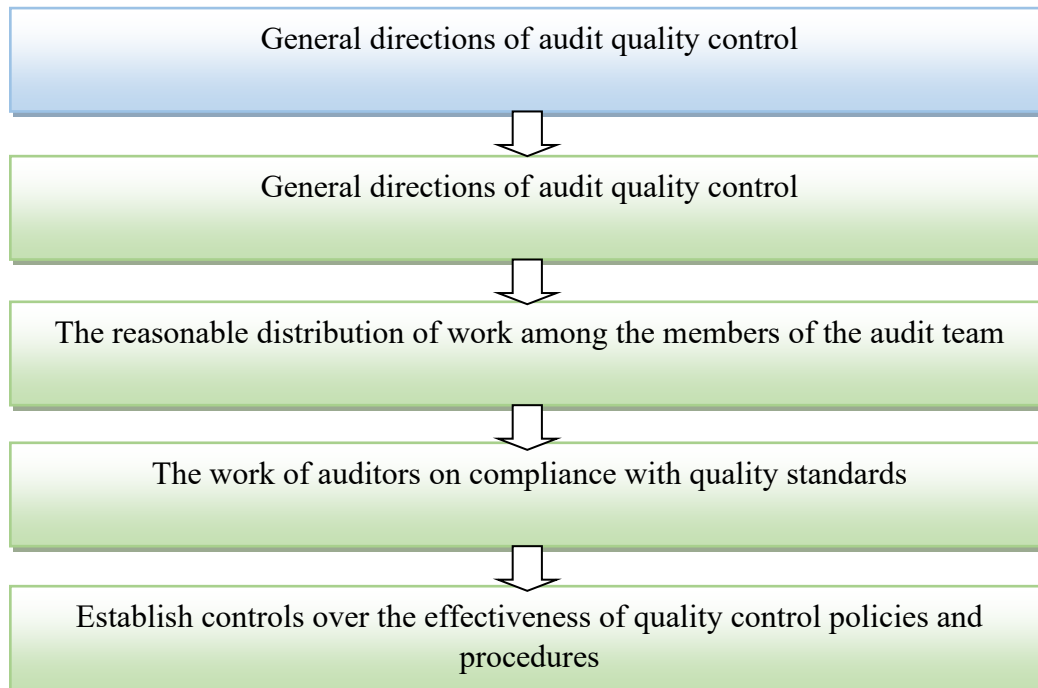 General directions of audit quality control
General directions of audit quality control
The reasonable distribution of work among the members of the audit team
The work of auditors on compliance with quality standards
Establish controls over the effectiveness of quality control policies and
procedures